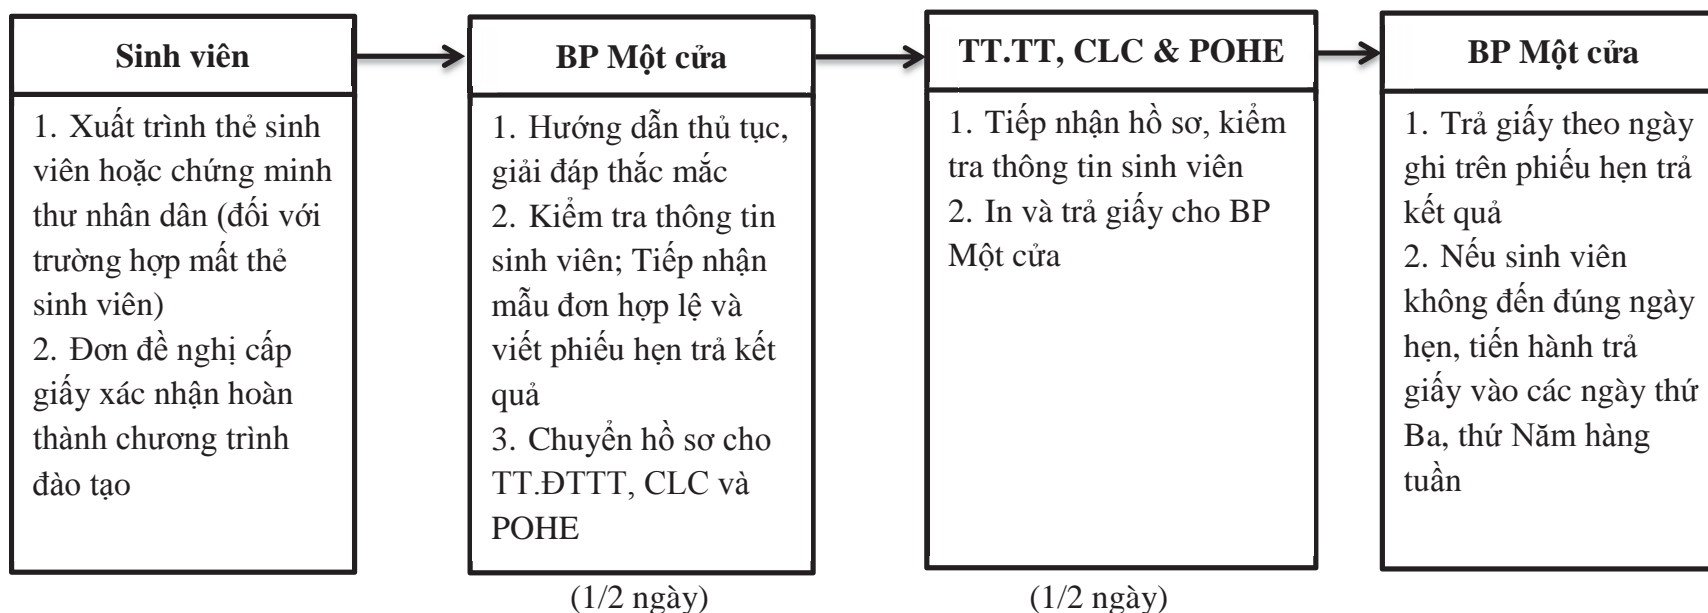 Sinh viên
1. Xuất trình thẻ sinh
viên hoặc chứng minh
thư nhân dân (đối với
trường hợp mất thẻ
sinh viên)
2. Đơn đề nghị cấp
giấy xác nhận hoàn
thành chương trình
đào tạo
BP Một cửa
1. Hướng dẫn thủ tục,
giải đáp thắc mắc
2. Kiểm tra thông tin
sinh viên; Tiếp nhận
mẫu đơn hợp lệ và
viết phiếu hẹn trả kết
quả
3. Chuyển hồ sơ cho
TT.ĐTTT, CLC và
POHE
(1/2 ngày)
TT.TT, CLC & POHE
1. Tiếp nhận hồ sơ, kiểm
tra thông tin sinh viên
2. In và trả giấy cho BP
Một cửa
(1/2 ngày)
BP Một cửa
1. Trả giấy theo ngày
ghi trên phiếu hẹn trả
kết quả
2. Nếu sinh viên
không đến đúng ngày
hẹn, tiến hành trả
giấy vào các ngày thứ
Ba, thứ Năm hàng
tuần